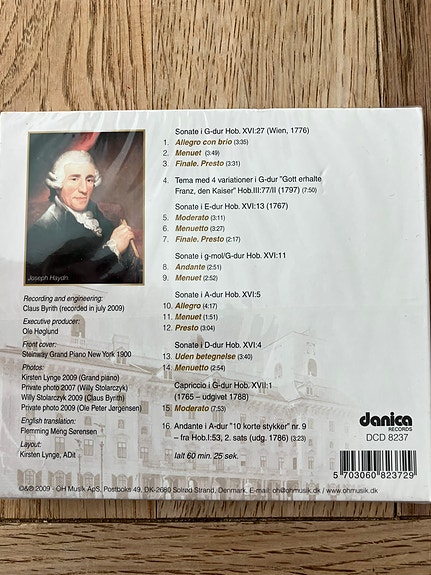 Joseph Haydn.
Recording and engineering:
Claus Byrith (recorded in july 2009)
Executive producer:
Ole Høglund
Front cover:
Steinway Grand Piano New York 1900
Photos:
Kirsten Lynge 2009 (Grand piano)
Private photo 2007 (Willy Stolarczyk)
Willy Stolarczyk 2009 (Claus Byrith)
Private photo 2009 (Ole Peter Jørgensen)
English translation:
Flemming Meng Sørensen
Layout:
Kirsten Lynge, ADit
Sonate i G-dur Hob. XVI:27 (Wien, 1776)
1. Allegro con brio (3:35)
2. Menuet (3:49)
3. Finale. Presto (3:31)
4. Tema med 4 variationer i G-dur "Gott erhalte
Franz, den Kaiser" Hob.III:77/II (1797) (7:50)
Sonate i E-dur Hob. XVI:13 (1767)
5. Moderato (3:11)
6. Menuetto (3:27)
7. Finale. Presto (2:17)
Sonate i g-mol/G-dur Hob. XVI:11
8. Andante (2:51)
9. Menuet (2:52)
Sonate i A-dur Hob. XVI:5
10. Allegro (4:17)
11. Menuet (1:51)
12. Presto (3:04)
Sonate i D-dur Hob. XVI:4
13. Uden betegnelse (3:40)
14. Menuetto (2:54)
Capriccio i G-dur Hob. XVII:1
(1765 – udgivet 1788)
15. Moderato (7:53)
16. Andante i A-dur "10 korte stykker" nr. 9
– fra Hob.I:53, 2. sats (udg. 1786) (3:23)
Ialt 60 min. 25 sek.
danica
RECORDS
DCD 8237
5 703060 823729
©&℗ 2009 - OH Musik ApS, Postboks 49, DK-2680 Solrød Strand, Denmark. E-mail: oh@ohmusik.dk / www.ohmusik.dk